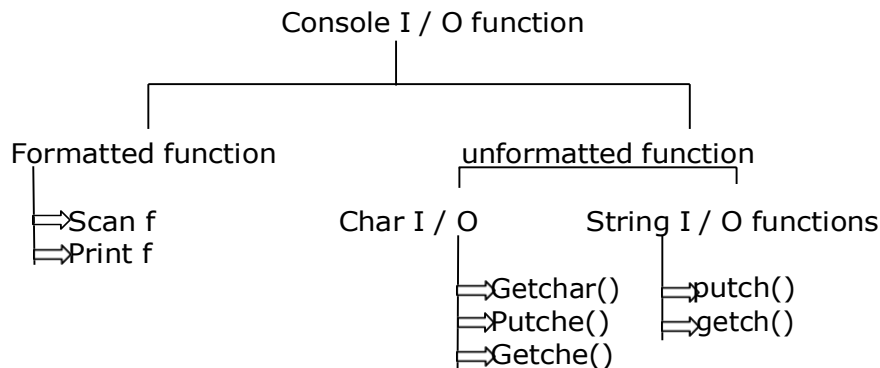 Console I / O function
Formatted function
unformatted function
Scan f
Print f
Char I / O
String I / O functions
Getchar()
Putche()
Getche()
putch()
getch()